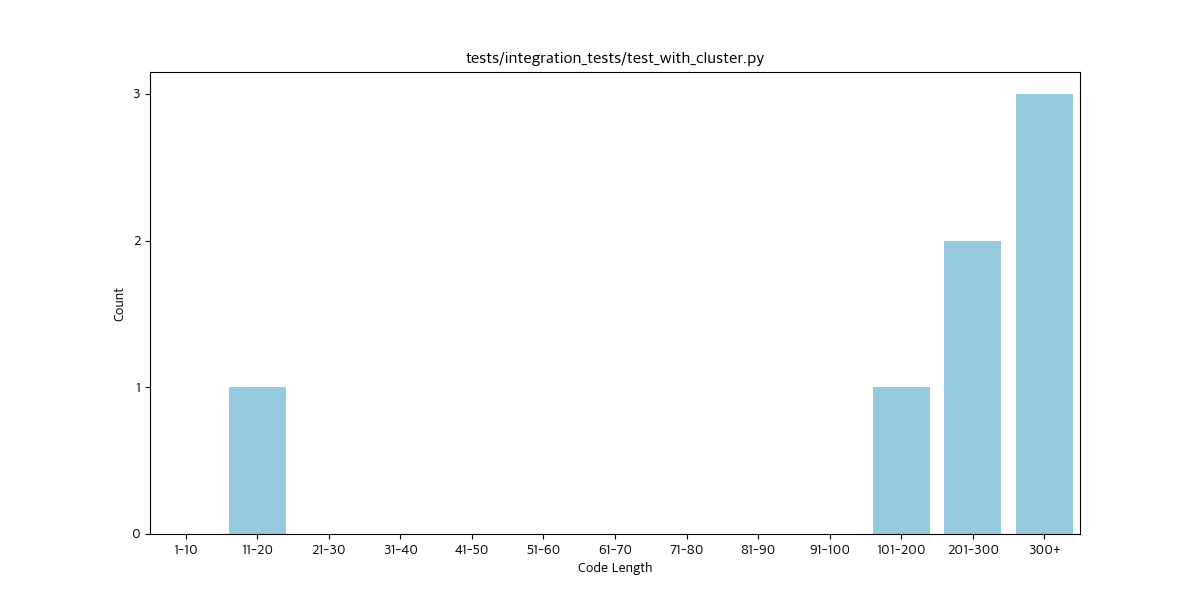 tests/integration_tests/test_with_cluster.py
3
2
1
0
Count
1-10 11-20 21-30 31-40 41-50 51-60 61-70 71-80 81-90 91-100 101-200 201-300 300+
Code Length